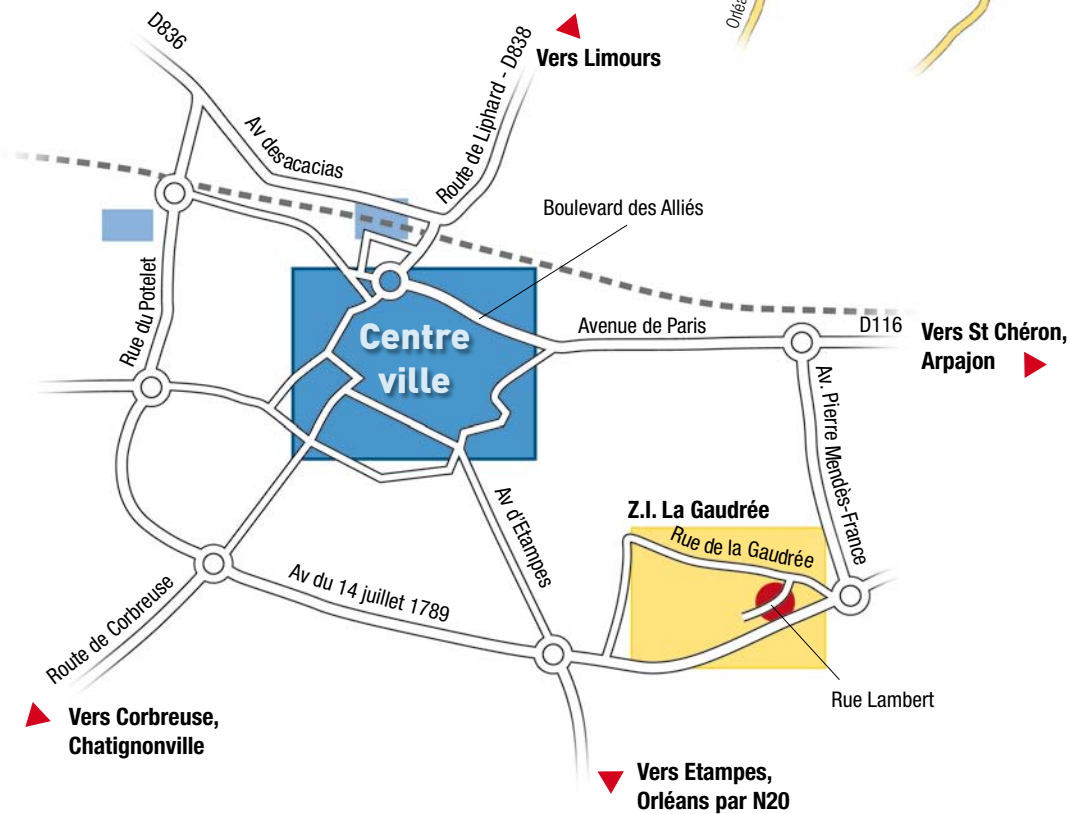 Orléa
D836
Vers Limours
Route de Liphard - D838
Av desacacias
Boulevard des Alliés
Rue du Potelet
Centre
ville
Avenue de Paris
D116
Vers St Chéron,
Arpajon
Av. Pierre Mendès-France
Z.I. La Gaudrée
Rue de la Gaudrée
Av d'Etampes
Av du 14 juillet 1789
Route de Corbreuse
Rue Lambert
Vers Corbreuse,
Chatignonville
Vers Etampes,
Orléans par N20